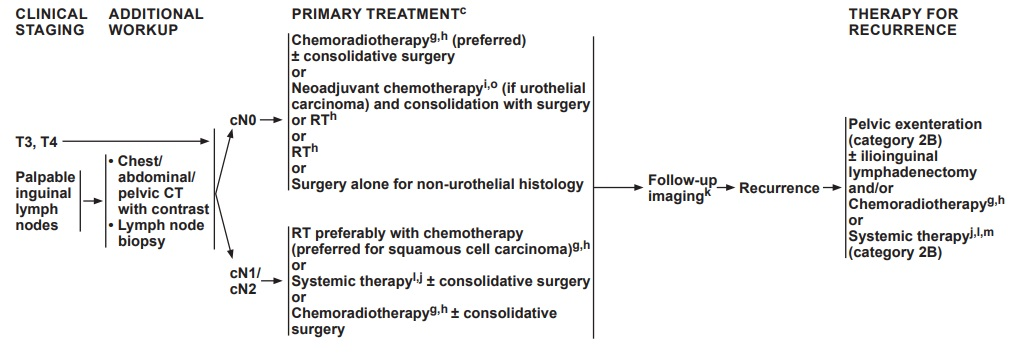 CLINICAL
STAGING
ADDITIONAL
WORKUP
PRIMARY TREATMENTc
THERAPY FOR
RECURRENCE
T3, T4
Palpable
inguinal
lymph
nodes
• Chest/
abdominal/
pelvic CT
with contrast
• Lymph node
biopsy
cN0
Chemoradiotherapyg,h (preferred)
± consolidative surgery
or
Neoadjuvant chemotherapyi,o (if urothelial
carcinoma) and consolidation with surgery
or RTh
or
RTh
or
Surgery alone for non-urothelial histology
cN1/
cN2
RT preferably with chemotherapy
(preferred for squamous cell carcinoma)g,h
or
Systemic therapyl,j ± consolidative surgery
or
Chemoradiotherapyg,h ± consolidative
surgery
Follow-up
imagingk
Recurrence
Pelvic exenteration
(category 2B)
± ilioinguinal
lymphadenectomy
and/or
Chemoradiotherapyg,h
or
Systemic therapyj,l,m
(category 2B)